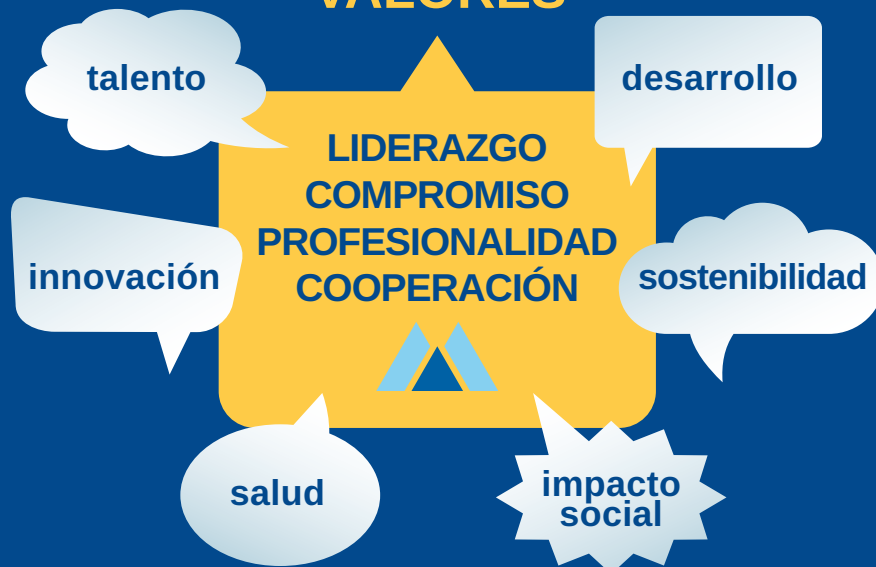 VALORES
talento
desarrollo
LIDERAZGO
COMPROMISO
PROFESIONALIDAD
COOPERACIÓN
innovación
sostenibilidad
salud
impacto
social